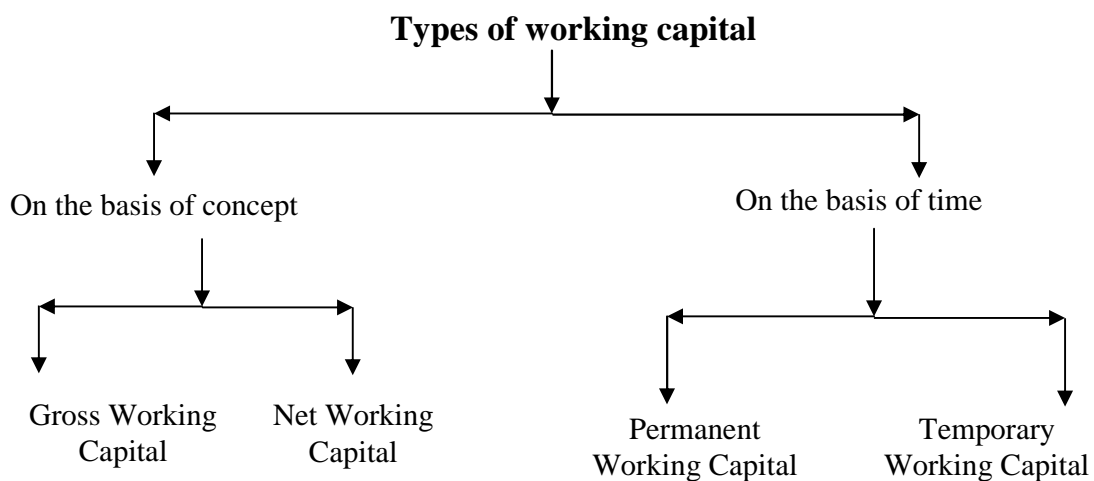 Types of working capital
On the basis of concept
On the basis of time
Gross Working
Capital
Net Working
Capital
Permanent
Working Capital
Temporary
Working Capital